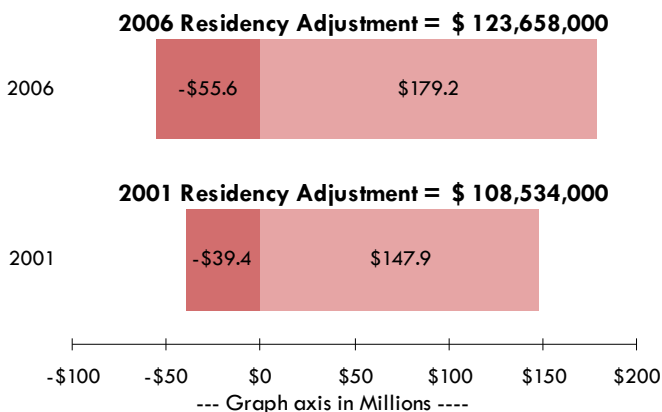 2006 Residency Adjustment = $ 123,658,000
2006 -$55.6 $179.2
2001 Residency Adjustment = $ 108,534,000
2001 -$39.4 $147.9
-$100 -$50 $0 $50 $100 $150 $200
--- Graph axis in Millions ----